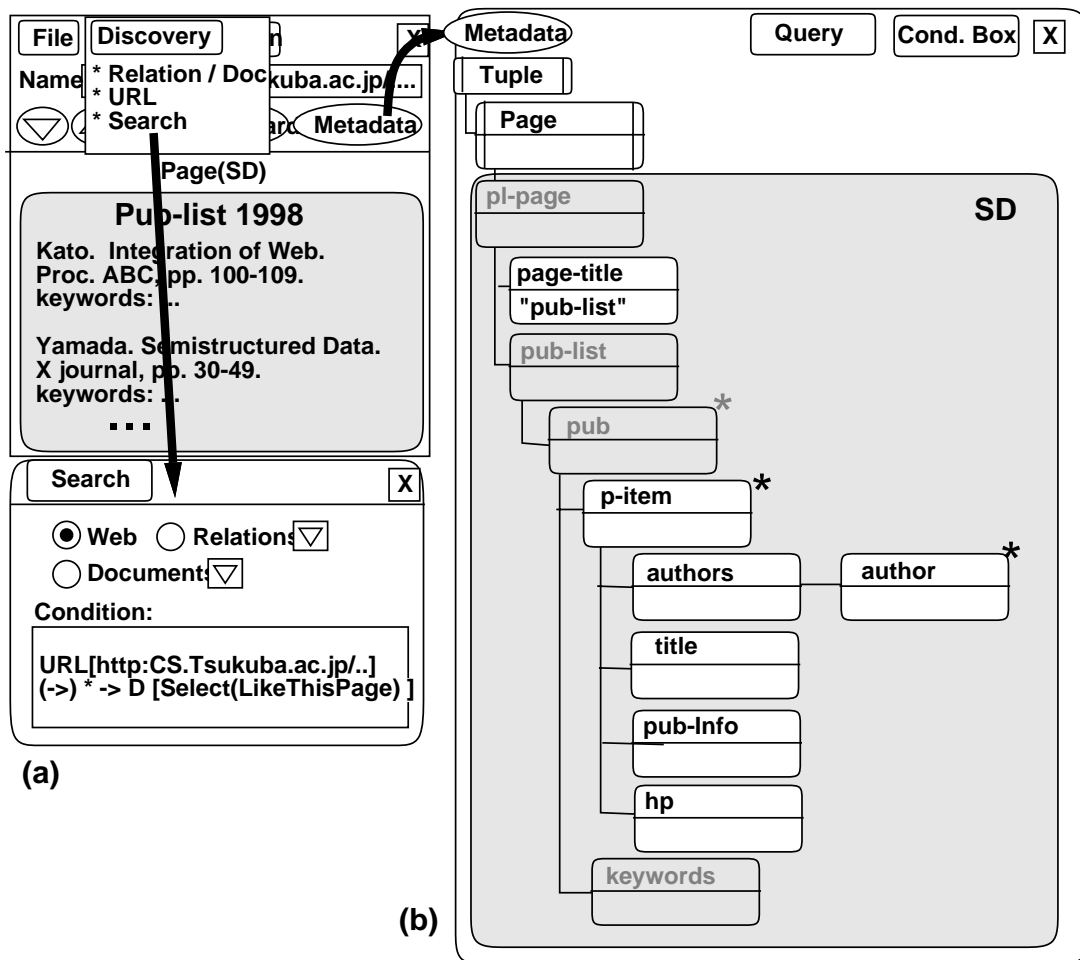 File
Discovery
n
X
Name
* Relation / Doc
* URL
* Search
kuba.ac.jp/...
Metadata
Page(SD)
Pub-list 1998
Kato. Integration of Web.
Proc. ABC, pp. 100-109.
keywords: ...
Yamada. Semistructured Data.
X journal, pp. 30-49.
keywords: ...
...
Search
X
Web
Relations
Documents
Condition:
URL[http:CS.Tsukuba.ac.jp/..]
(->) * -> D [Select(LikeThisPage) ]
(a)
Metadata
Query
Cond. Box
X
Tuple
Page
SD
pl-page
page-title
"pub-list"
pub-list
pub
*
p-item
*
authors
author
*
title
pub-Info
hp
keywords
(b)